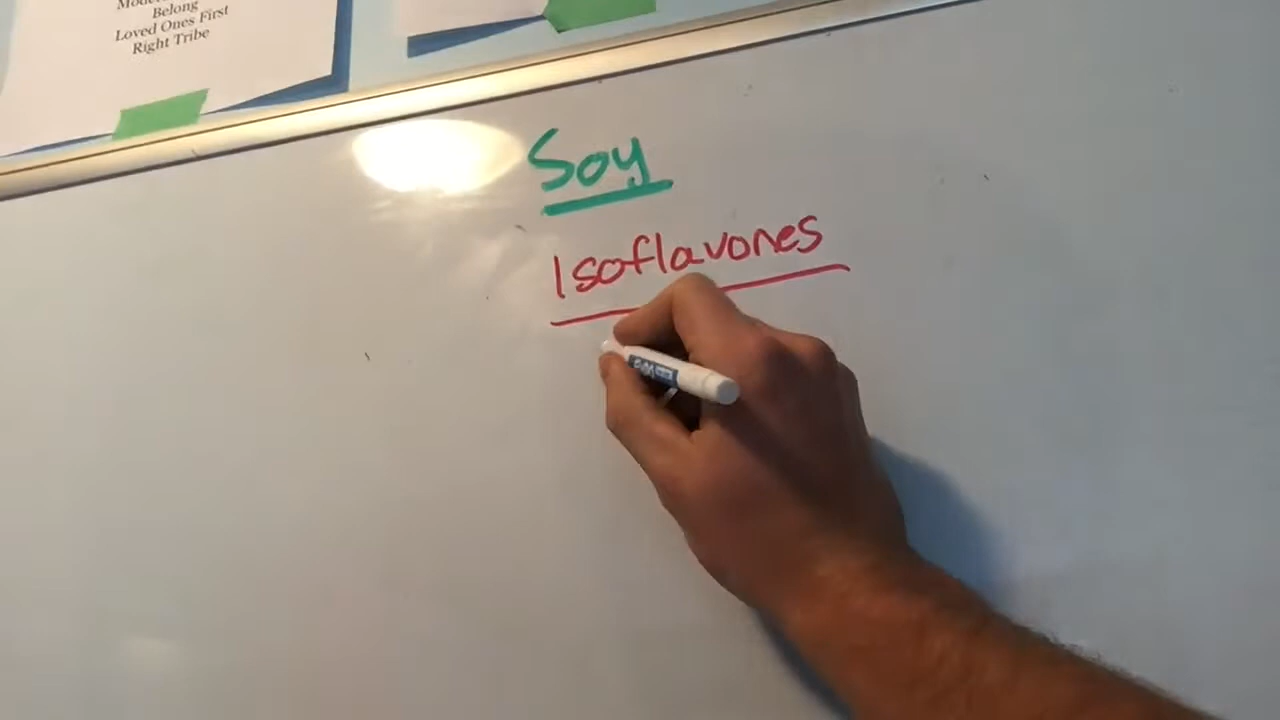 Belong
Loved Ones First
Right Tribe
Soy
Isoflavones